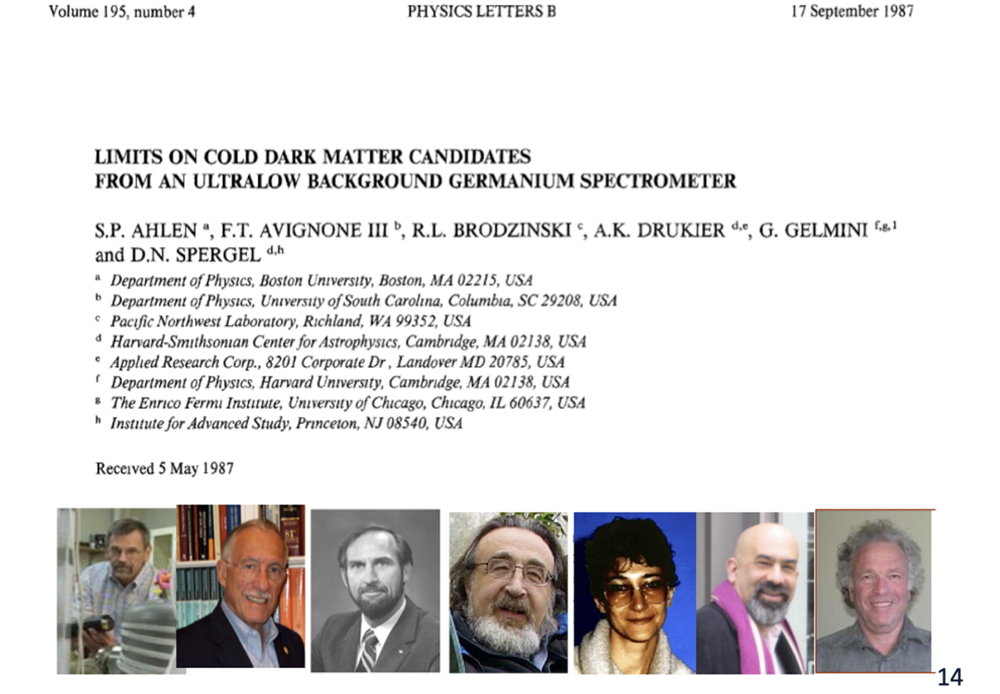 Volume 195, number 4 PHYSICS LETTERS B 17 September 1987
LIMITS ON COLD DARK MATTER CANDIDATES
FROM AN ULTRALOW BACKGROUND GERMANIUM SPECTROMETER
S.P. AHLEN a, F.T. AVIGNONE III b, R.L. BRODZINSKI c, A.K. DRUKIER d,e, G. GELMINI f,g,1
and D.N. SPERGEL d,h
a Department of Physics, Boston University, Boston, MA 02215, USA
b Department of Physics, University of South Carolina, Columbia, SC 29208, USA
c Pacific Northwest Laboratory, Richland, WA 99352, USA
d Harvard-Smithsonian Center for Astrophysics, Cambridge, MA 02138, USA
e Applied Research Corp., 8201 Corporate Dr, Landover MD 20785, USA
f Department of Physics, Harvard University, Cambridge, MA 02138, USA
g The Enrico Fermi Institute, University of Chicago, Chicago, IL 60637, USA
h Institute for Advanced Study, Princeton, NJ 08540, USA
Received 5 May 1987
81
14